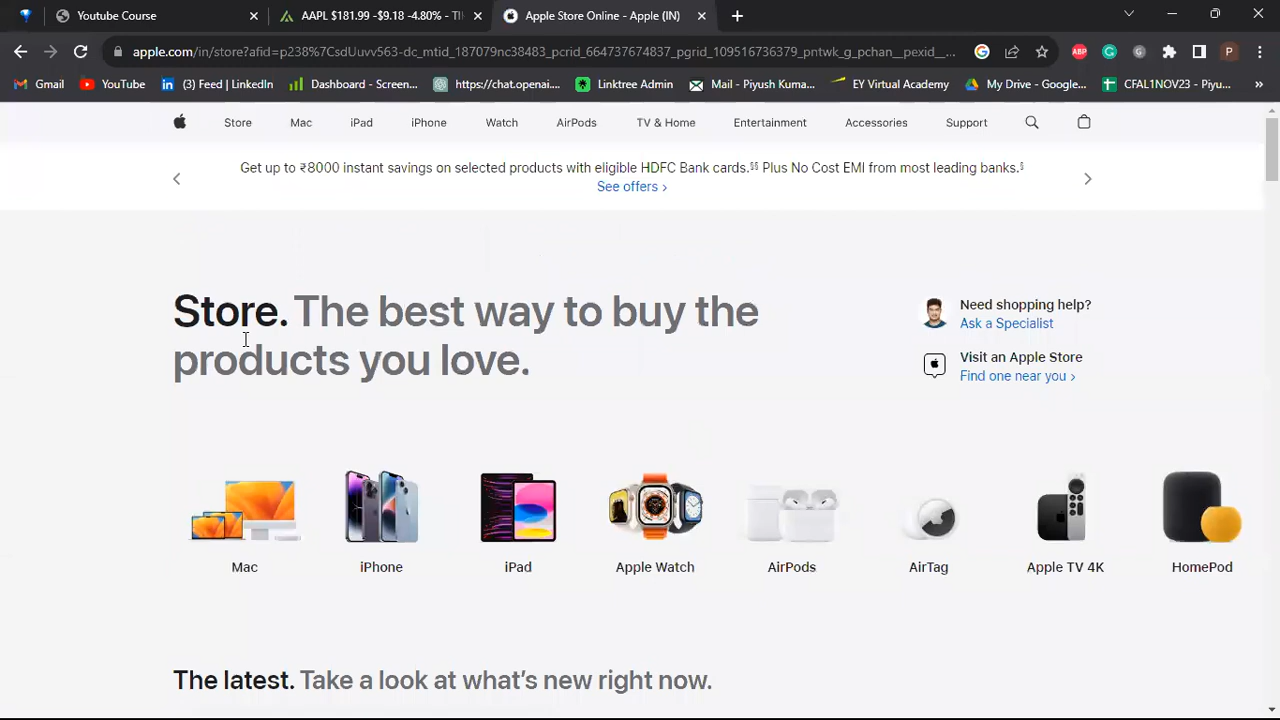 Youtube Course
AAPL $181.99 -$9.18 -4.80% - TI
Apple Store Online - Apple (IN)
apple.com/in/store?afid=p238%7CsdUuvv563-dc_mtid_187079nc38483_pcrid_664737674837_pgrid_109516736379_pntwk_g_pchan__pexid__...
ABP
P
Gmail
YouTube
(3) Feed | LinkedIn
Dashboard - Screen...
https://chat.openai...
Linktree Admin
Mail - Piyush Kuma...
EY Virtual Academy
My Drive - Google...
CFAL1NOV23 - Piyu...
Store Mac iPad iPhone Watch AirPods TV & Home Entertainment Accessories Support
Get up to ₹8000 instant savings on selected products with eligible HDFC Bank cards.§§ Plus No Cost EMI from most leading banks.§
See offers >
Store. The best way to buy the
products you love.
Need shopping help?
Ask a Specialist
Visit an Apple Store
Find one near you >
Mac iPhone iPad Apple Watch AirPods AirTag Apple TV 4K HomePod
The latest. Take a look at what's new right now.